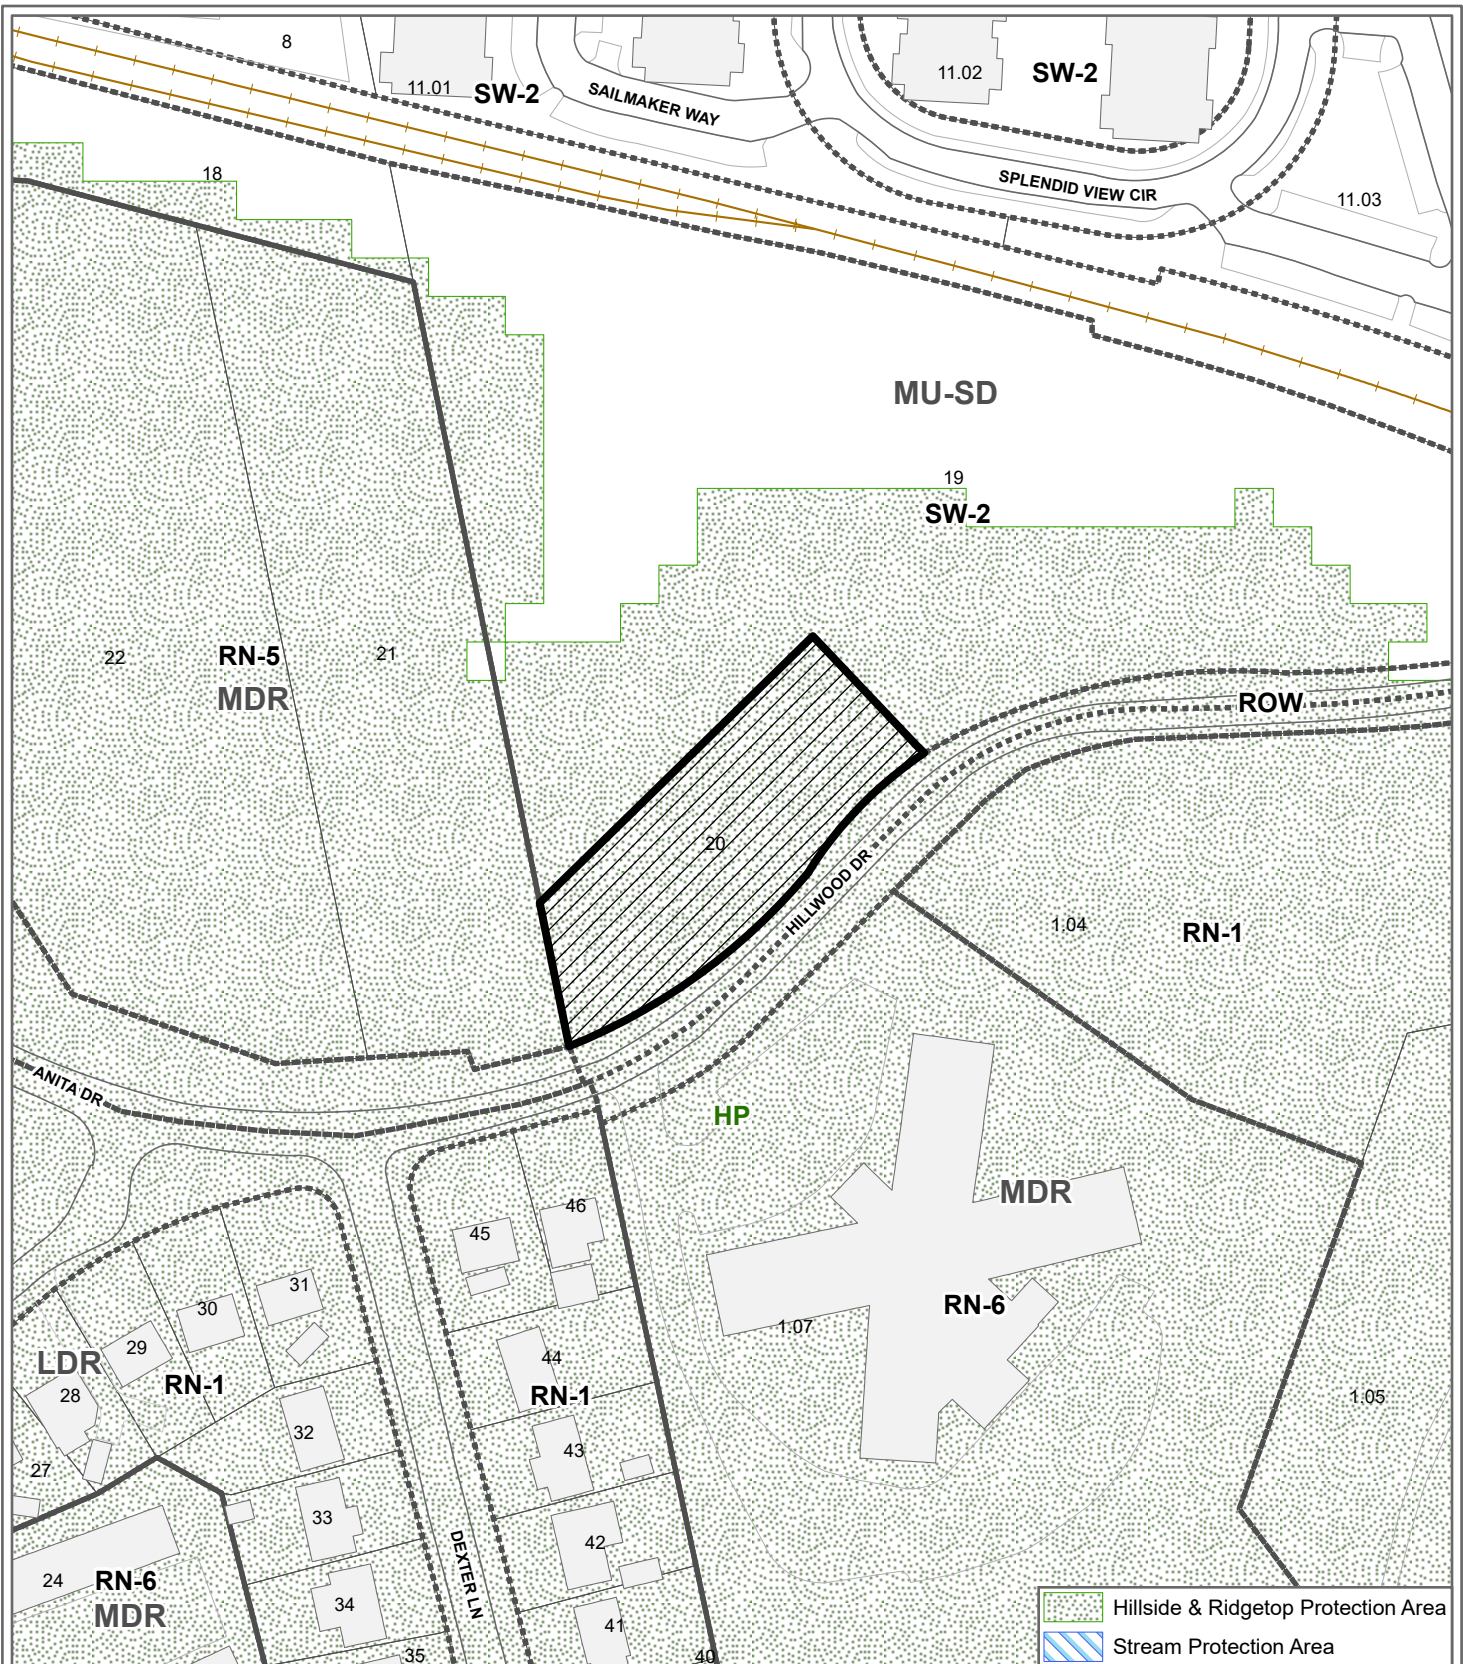 8
11.01
SW-2
SAILMAKER WAY
11.02
SW-2
SPLENDID VIEW CIR
11.03
18
MU-SD
19
SW-2
22
RN-5
21
MDR
ROW
20
HILLWOOD DR
1.04
RN-1
ANITA DR
HP
MDR
45
46
31
30
29
RN-6
1.07
LDR
28
RN-1
44
RN-1
1.05
32
43
27
33
42
24
RN-6
MDR
34
DEXTER LN
41
35
40
Hillside & Ridgetop Protection Area
Stream Protection Area